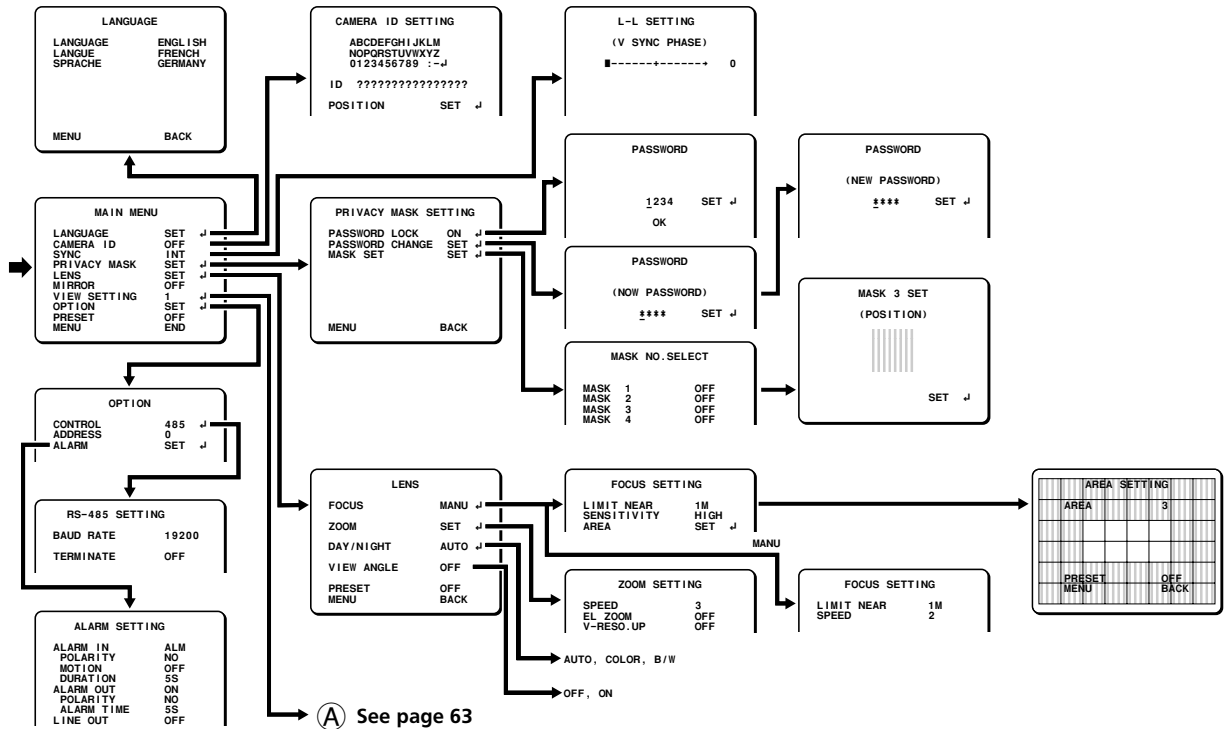 LANGUAGE
LANGUAGE ENGLISH
LANGUE FRENCH
SPRACHE GERMANY
MENU BACK
CAMERA ID SETTING
ABCDEFGHIJKLM
NOPQRSTUVWXYZ
0123456789 :-↲
ID ????????????????
POSITION SET ↲
L-L SETTING
(V SYNC PHASE)
∎------+------+ 0
MAIN MENU
LANGUAGE SET ↲
CAMERA ID OFF
SYNC INT
PRIVACY MASK SET ↲
LENS SET ↲
MIRROR OFF
VIEW SETTING 1 ↲
OPTION SET ↲
PRESET OFF
MENU END
PRIVACY MASK SETTING
PASSWORD LOCK ON ↲
PASSWORD CHANGE SET ↲
MASK SET SET ↲
MENU BACK
PASSWORD
1234 SET ↲
OK
PASSWORD
(NEW PASSWORD)
**** SET ↲
PASSWORD
(NOW PASSWORD)
**** SET ↲
MASK NO.SELECT
MASK 1 OFF
MASK 2 OFF
MASK 3 OFF
MASK 4 OFF
MASK 3 SET
(POSITION)
SET ↲
OPTION
CONTROL 485 ↲
ADDRESS 0
ALARM SET ↲
RS-485 SETTING
BAUD RATE 19200
TERMINATE OFF
ALARM SETTING
ALARM IN ALM
POLARITY NO
MOTION OFF
DURATION 5S
ALARM OUT ON
POLARITY NO
ALARM TIME 5S
LINE OUT OFF
LENS
FOCUS MANU ↲
ZOOM SET ↲
DAY/NIGHT AUTO ↲
VIEW ANGLE OFF
PRESET OFF
MENU BACK
FOCUS SETTING
LIMIT NEAR 1M
SENSITIVITY HIGH
AREA SET ↲
MANU
ZOOM SETTING
SPEED 3
EL ZOOM OFF
V-RESO.UP OFF
FOCUS SETTING
LIMIT NEAR 1M
SPEED 2
AREA SETTING
AREA 3
PRESET OFF
MENU BACK
AUTO, COLOR, B/W
OFF, ON
A See page 63